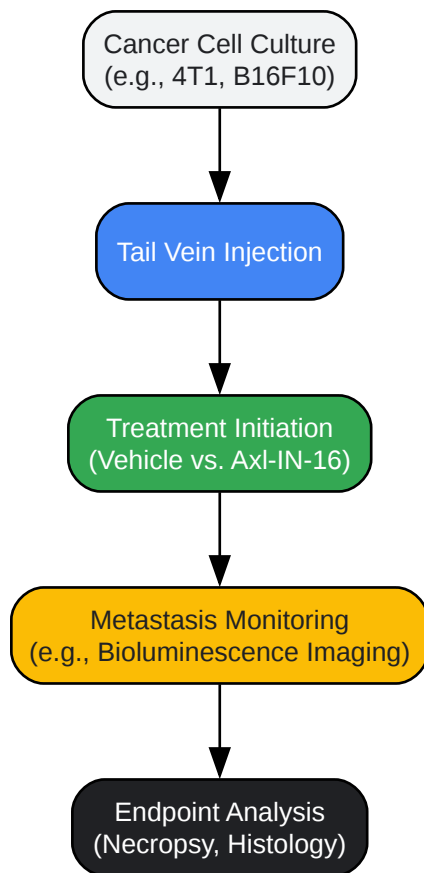 Cancer Cell Culture
(e.g., 4T1, B16F10)
Tail Vein Injection
Treatment Initiation
(Vehicle vs. Axl-IN-16)
Metastasis Monitoring
(e.g., Bioluminescence Imaging)
Endpoint Analysis
(Necropsy, Histology)